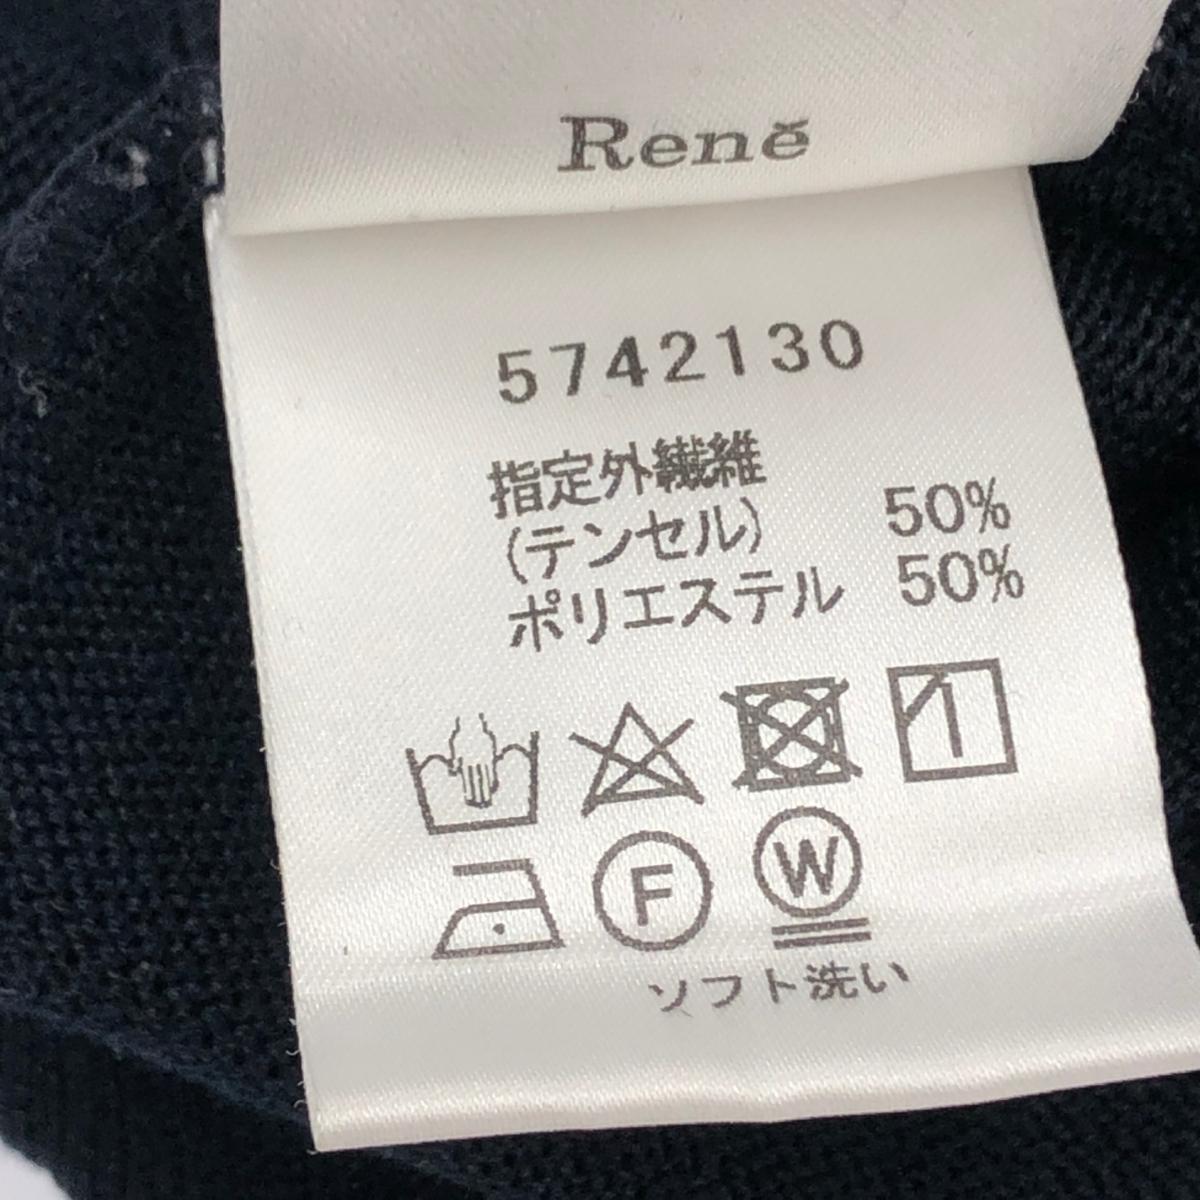 René
5742130
指定外繊維
(テンセル) 50%
ポリエステル 50%
F W
ソフト洗い